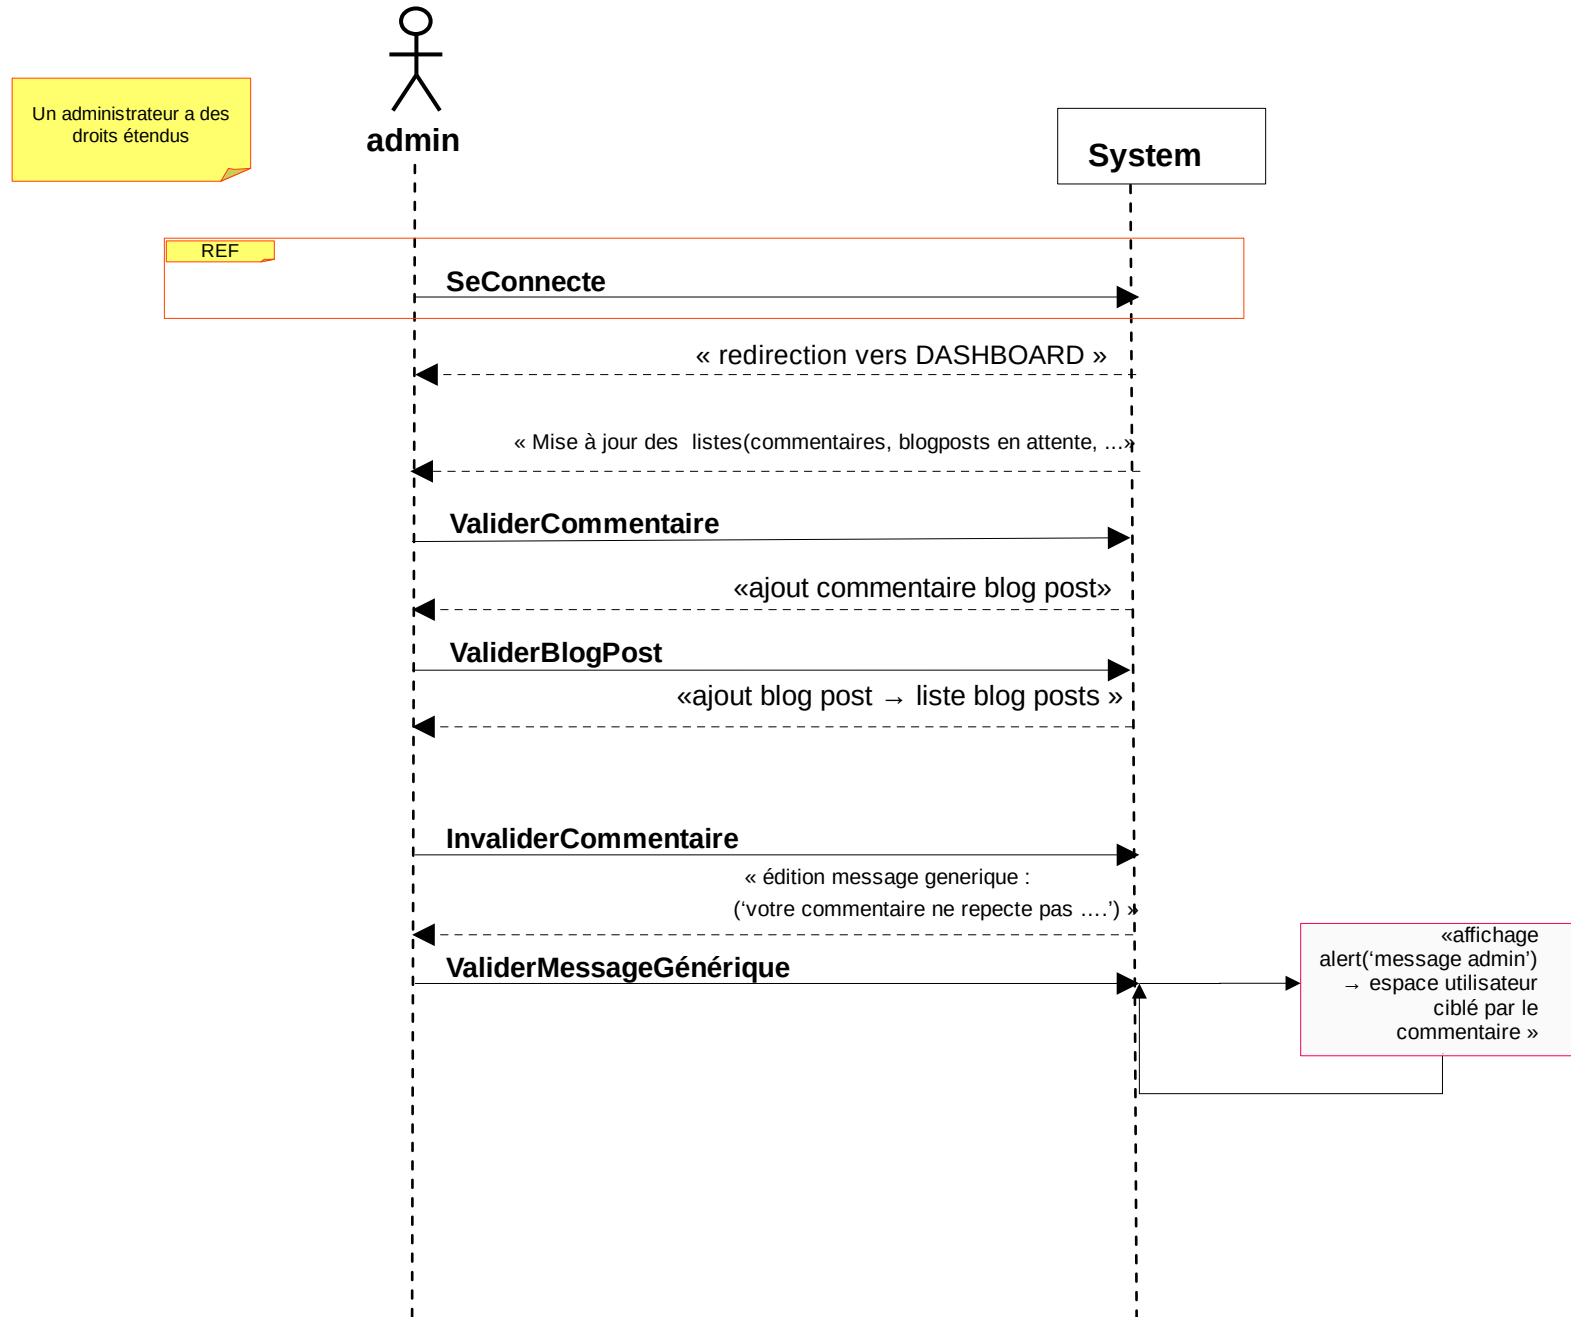 Un administrateur a des
droits étendus
admin
System
REF
SeConnecte
« redirection vers DASHBOARD »
« Mise à jour des  listes(commentaires, blogposts en attente, ...»
ValiderCommentaire
«ajout commentaire blog post»
ValiderBlogPost
«ajout blog post → liste blog posts »
InvaliderCommentaire
« édition message generique :
(‘votre commentaire ne repecte pas ….’) »
ValiderMessageGénérique
«affichage
alert(‘message admin’)
→ espace utilisateur
ciblé par le
commentaire »